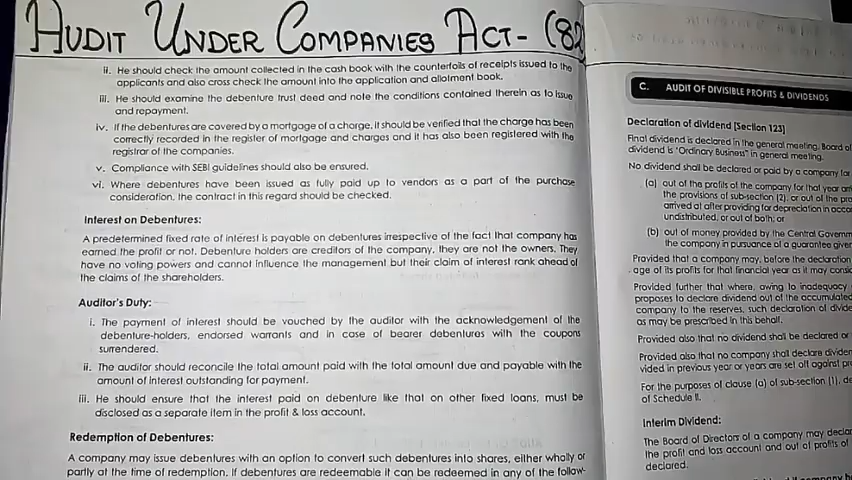 AUDIT UNDER COMPANIES ACT- (82
ii. He should check the amount collected in the cash book with the counterfoils of receipts issued to the
applicants and also cross check the amount into the application and allotment book.
iii. He should examine the debenture trust deed and note the conditions contained therein as to issue
and repayment.
iv. If the debentures are covered by a mortgage of a charge, it should be verified that the charge has been
correctly recorded in the register of mortgage and charges and it has also been registered with the
registrar of the companies.
v. Compliance with SEBI guidelines should also be ensured.
vi. Where debentures have been issued as fully paid up to vendors as a part of the purchase
consideration, the contract in this regard should be checked.
Interest on Debentures:
A predetermined fixed rate of interest is payable on debentures irrespective of the fact that company has
earned the profit or not. Debenture holders are creditors of the company, they are not the owners. They
have no voting powers and cannot influence the management but their claim of interest rank ahead of
the claims of the shareholders.
Auditor's Duty:
i. The payment of interest should be vouched by the auditor with the acknowledgement of the
debenture-holders, endorsed warrants and in case of bearer debentures with the coupons
surrendered.
ii. The auditor should reconcile the total amount paid with the total amount due and payable with the
amount of interest outstanding for payment.
iii. He should ensure that the interest paid on debenture like that on other fixed loans, must be
disclosed as a separate item in the profit & loss account.
Redemption of Debentures:
A company may issue debentures with an option to convert such debentures into shares, either wholly or
partly at the time of redemption. If debentures are redeemable it can be redeemed in any of the follow-
C. AUDIT OF DIVISIBLE PROFITS & DIVIDENDS
Declaration of dividend [Section 123]
Final dividend is declared in the general meeting. Board of
dividend is 'Ordinary Business' in general meeting.
No dividend shall be declared or paid by a company for
(a) out of the profits of the company for that year
the provisions of sub-section (2), or out of the
arrived at after providing for depreciation in
undistributed, or out of both; or
(b) out of money provided by the Central
the company in pursuance of a guarantee
Provided that a company may, before the declaration
age of its profits for that financial year as it may
Provided further that where, owing to inadequacy
proposes to declare dividend out of the accumulated
company to the reserves, such declaration of
as may be prescribed in this behalf.
Provided also that no dividend shall be declared or
Provided also that no company shall declare
vided in previous year or years are set off against
For the purposes of clause (a) of sub-section (1),
of Schedule II.
Interim Dividend:
The Board of Directors of a company may
the profit and loss account and out of profits of
declared.